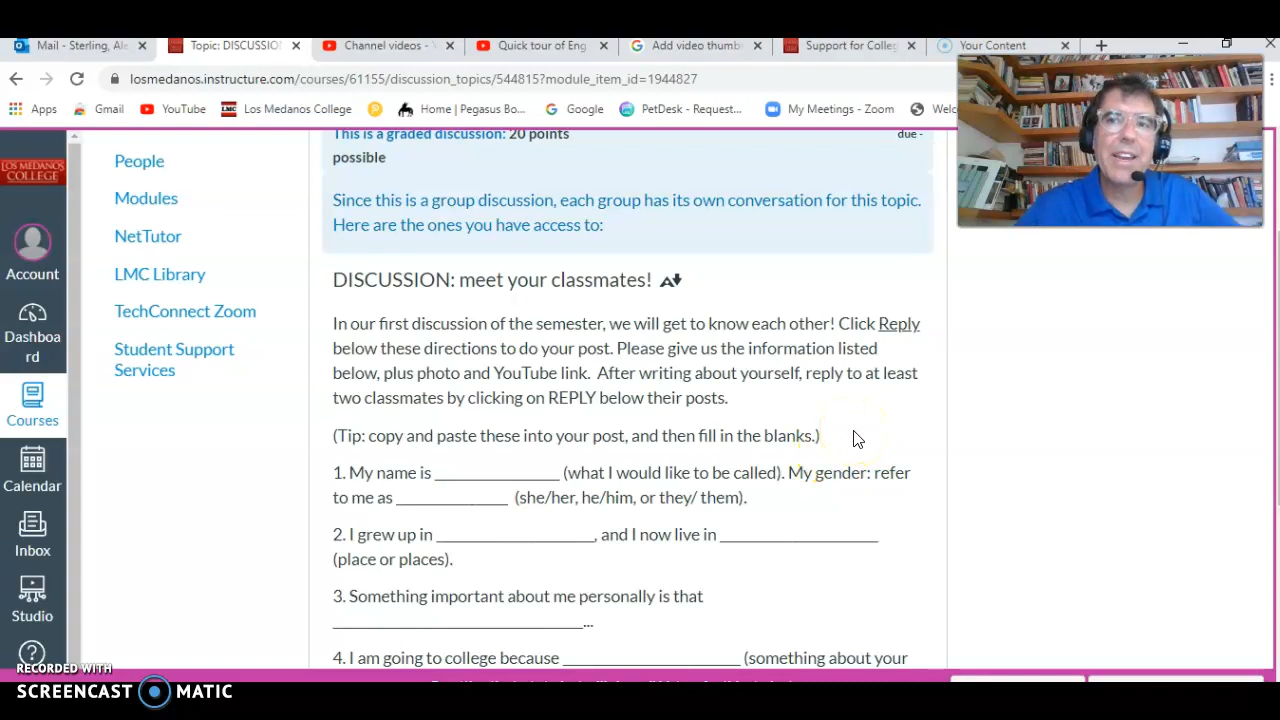 Mail - Sterling, Ale
Topic: DISCUSSIO
Channel videos - Y
Quick tour of Eng
Add video thumb
Support for Colleg
Your Content
losmedanos.instructure.com/courses/61155/discussion_topics/544815?module_item_id=1944827
Apps
Gmail
YouTube
LMC Los Medanos College
Home | Pegasus Bo...
Google
PetDesk - Request...
My Meetings - Zoom
Welc
LOS MEDANOS
COLLEGE
Account
Dashboa
rd
Courses
Calendar
Inbox
Studio
People
Modules
NetTutor
LMC Library
TechConnect Zoom
Student Support
Services
This is a graded discussion: 20 points
possible
due -
Since this is a group discussion, each group has its own conversation for this topic.
Here are the ones you have access to:
DISCUSSION: meet your classmates!
In our first discussion of the semester, we will get to know each other! Click Reply
below these directions to do your post. Please give us the information listed
below, plus photo and YouTube link. After writing about yourself, reply to at least
two classmates by clicking on REPLY below their posts.
(Tip: copy and paste these into your post, and then fill in the blanks.)
1. My name is ______________ (what I would like to be called). My gender: refer
to me as ____________ (she/her, he/him, or they/ them).
2. I grew up in _________________, and I now live in _________________
(place or places).
3. Something important about me personally is that
___________________________...
4. I am going to college because ___________________ (something about your
RECORDED WITH
SCREENCAST MATIC